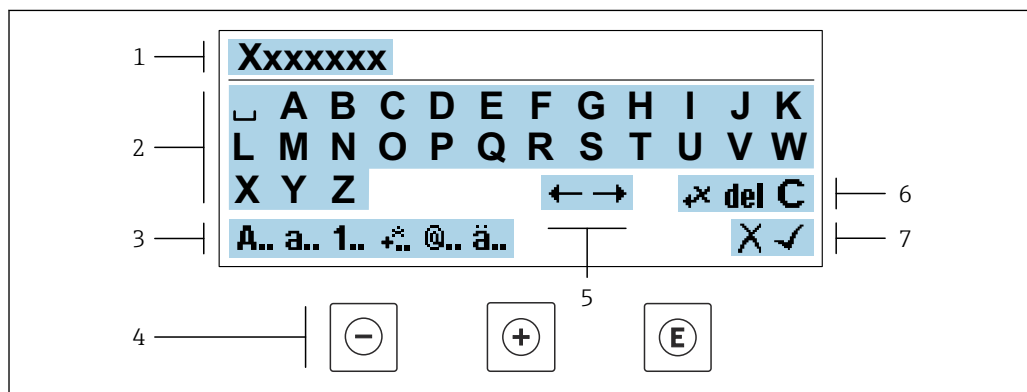 1 Xxxxxxx
␣ A B C D E F G H I J K
2 L M N O P Q R S T U V W
X Y Z ← → +x del C 6
3 A.. a.. 1.. +*.. @.. ä.. X ✓ 7
5
4 − + E